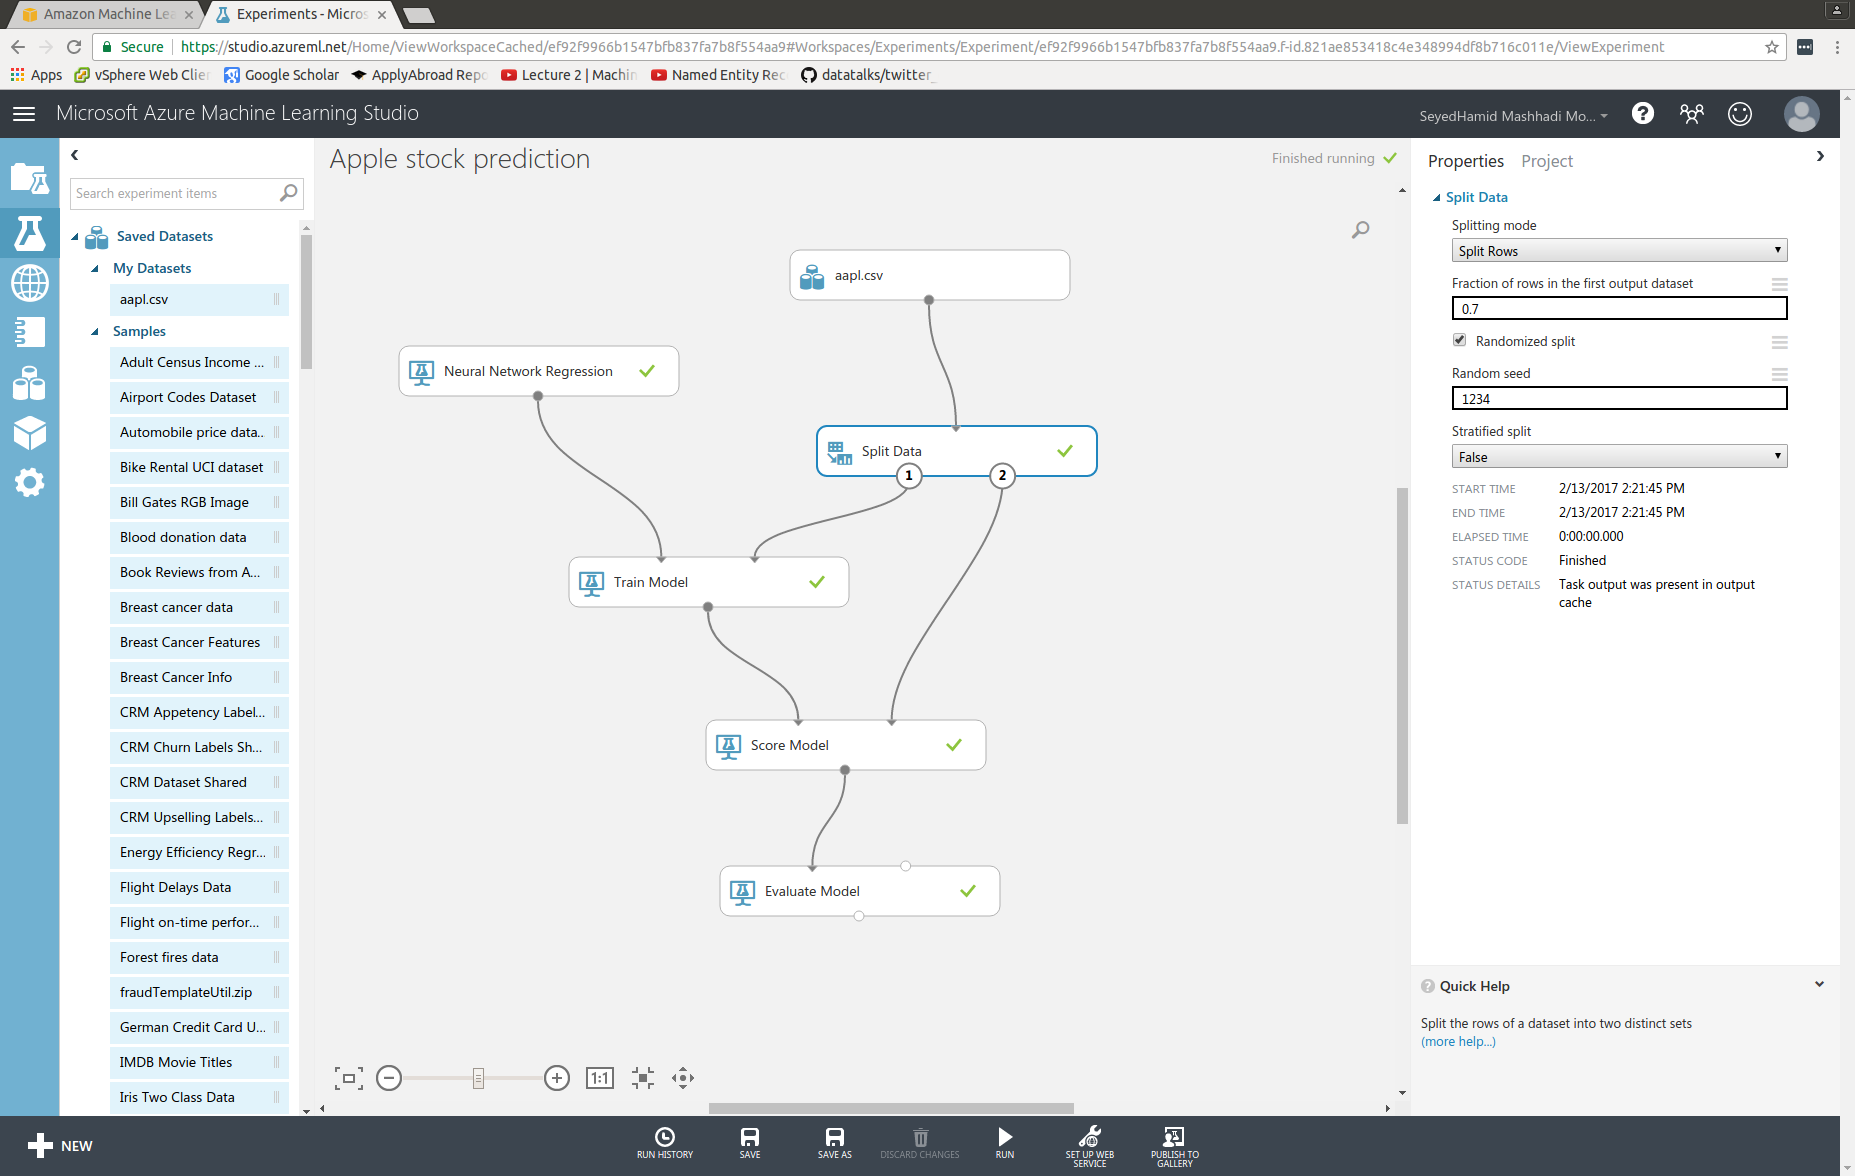 Amazon Machine Lea
Experiments - Micros
Secure
https://studio.azureml.net/Home/ViewWorkspaceCached/ef92f9966b1547bfb837fa7b8f554aa9#Workspaces/Experiments/Experiment/ef92f9966b1547bfb837fa7b8f554aa9.f-id.821ae853418c4e348994df8b716c011e/ViewExperiment
Apps
vSphere Web Clier
Google Scholar
ApplyAbroad Repo
Lecture 2 | Machin
Named Entity Rec
datatalks/twitter_
Microsoft Azure Machine Learning Studio
SeyedHamid Mashhadi Mo...
Search experiment items
Saved Datasets
My Datasets
aapl.csv
Samples
Adult Census Income ...
Airport Codes Dataset
Automobile price data..
Bike Rental UCI dataset
Bill Gates RGB Image
Blood donation data
Book Reviews from A...
Breast cancer data
Breast Cancer Features
Breast Cancer Info
CRM Appetency Label...
CRM Churn Labels Sh...
CRM Dataset Shared
CRM Upselling Labels...
Energy Efficiency Regr...
Flight Delays Data
Flight on-time perfor...
Forest fires data
fraudTemplateUtil.zip
German Credit Card U...
IMDB Movie Titles
Iris Two Class Data
Apple stock prediction
Finished running
aapl.csv
Neural Network Regression
Split Data
1
2
Train Model
Score Model
Evaluate Model
1:1
Properties
Project
Split Data
Splitting mode
Split Rows
Fraction of rows in the first output dataset
0.7
Randomized split
Random seed
1234
Stratified split
False
START TIME 2/13/2017 2:21:45 PM
END TIME 2/13/2017 2:21:45 PM
ELAPSED TIME 0:00:00.000
STATUS CODE Finished
STATUS DETAILS Task output was present in output
cache
Quick Help
Split the rows of a dataset into two distinct sets
(more help...)
NEW
RUN HISTORY
SAVE
SAVE AS
DISCARD CHANGES
RUN
SET UP WEB
SERVICE
PUBLISH TO
GALLERY